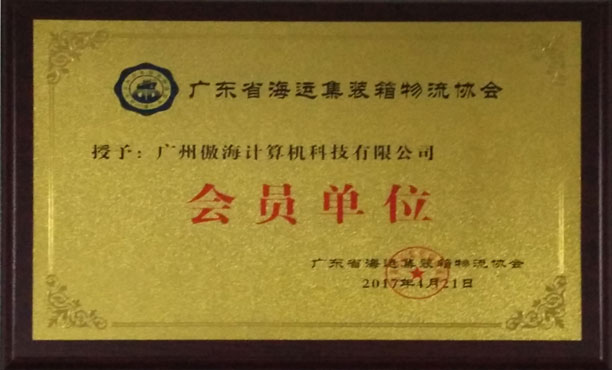 广东省海运集装箱物流协会
授予：广州傲海计算机科技有限公司
会员单位
广东省海运集装箱物流协会
2017年4月21日